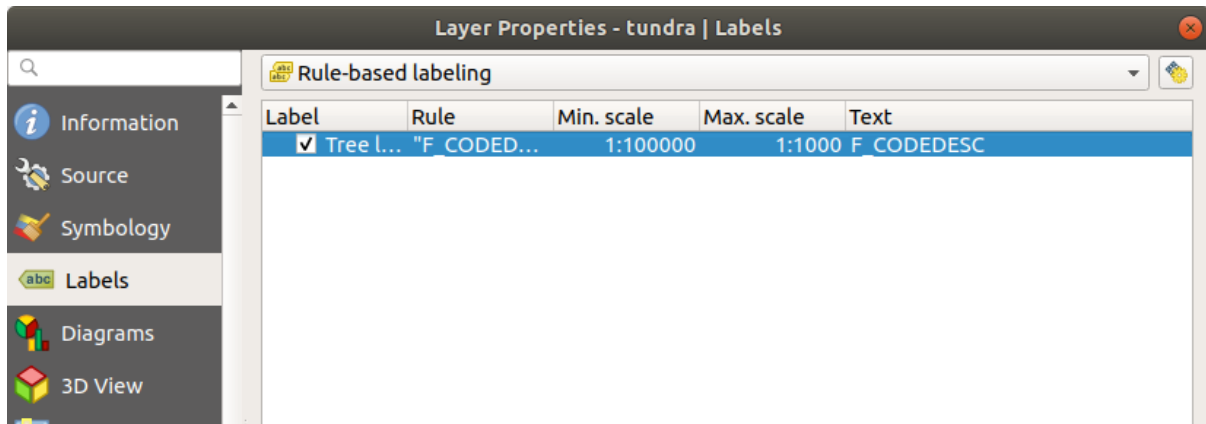 Layer Properties - tundra | Labels
Rule-based labeling
Information
Source
Symbology
abc Labels
Diagrams
3D View
Label Rule Min. scale Max. scale Text
Tree l... "F_CODED... 1:100000 1:1000 F_CODEDESC